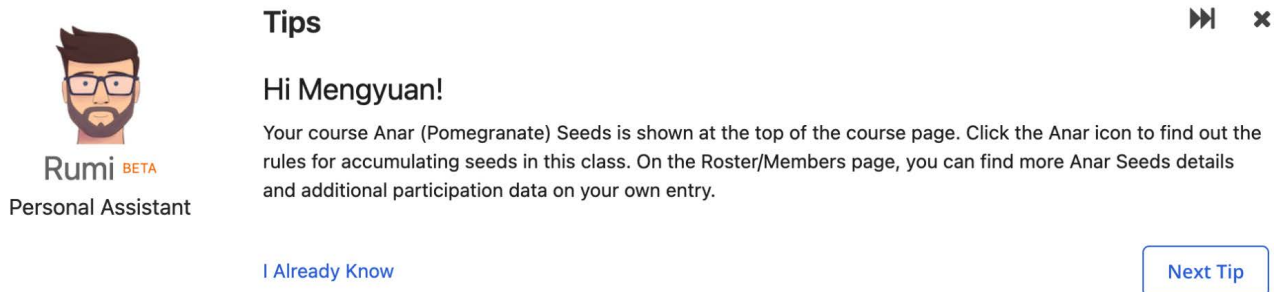 Tips
Hi Mengyuan!
Your course Anar (Pomegranate) Seeds is shown at the top of the course page. Click the Anar icon to find out the
rules for accumulating seeds in this class. On the Roster/Members page, you can find more Anar Seeds details
and additional participation data on your own entry.
Rumi BETA
Personal Assistant
I Already Know
Next Tip